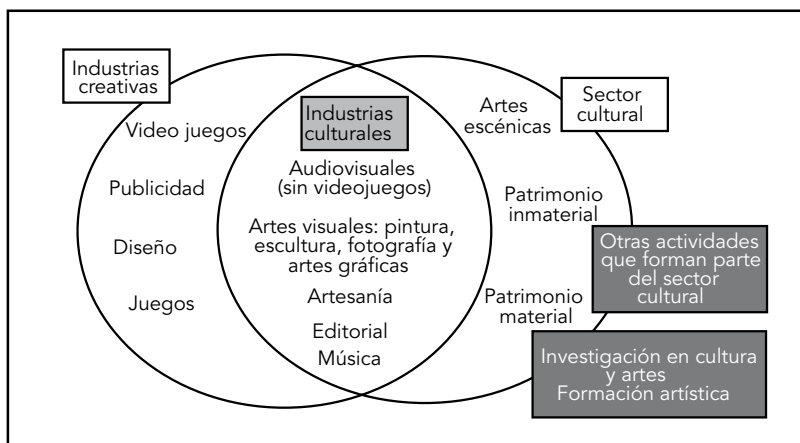 Industrias
creativas
Video juegos
Publicidad
Diseño
Juegos
Industrias
culturales
Audiovisuales
(sin videojuegos)
Artes visuales: pintura,
escultura, fotografía y
artes gráficas
Artesanía
Editorial
Música
Artes
escénicas
Sector
cultural
Patrimonio
inmaterial
Patrimonio
material
Otras actividades
que forman parte
del sector
cultural
Investigación en cultura
y artes
Formación artística